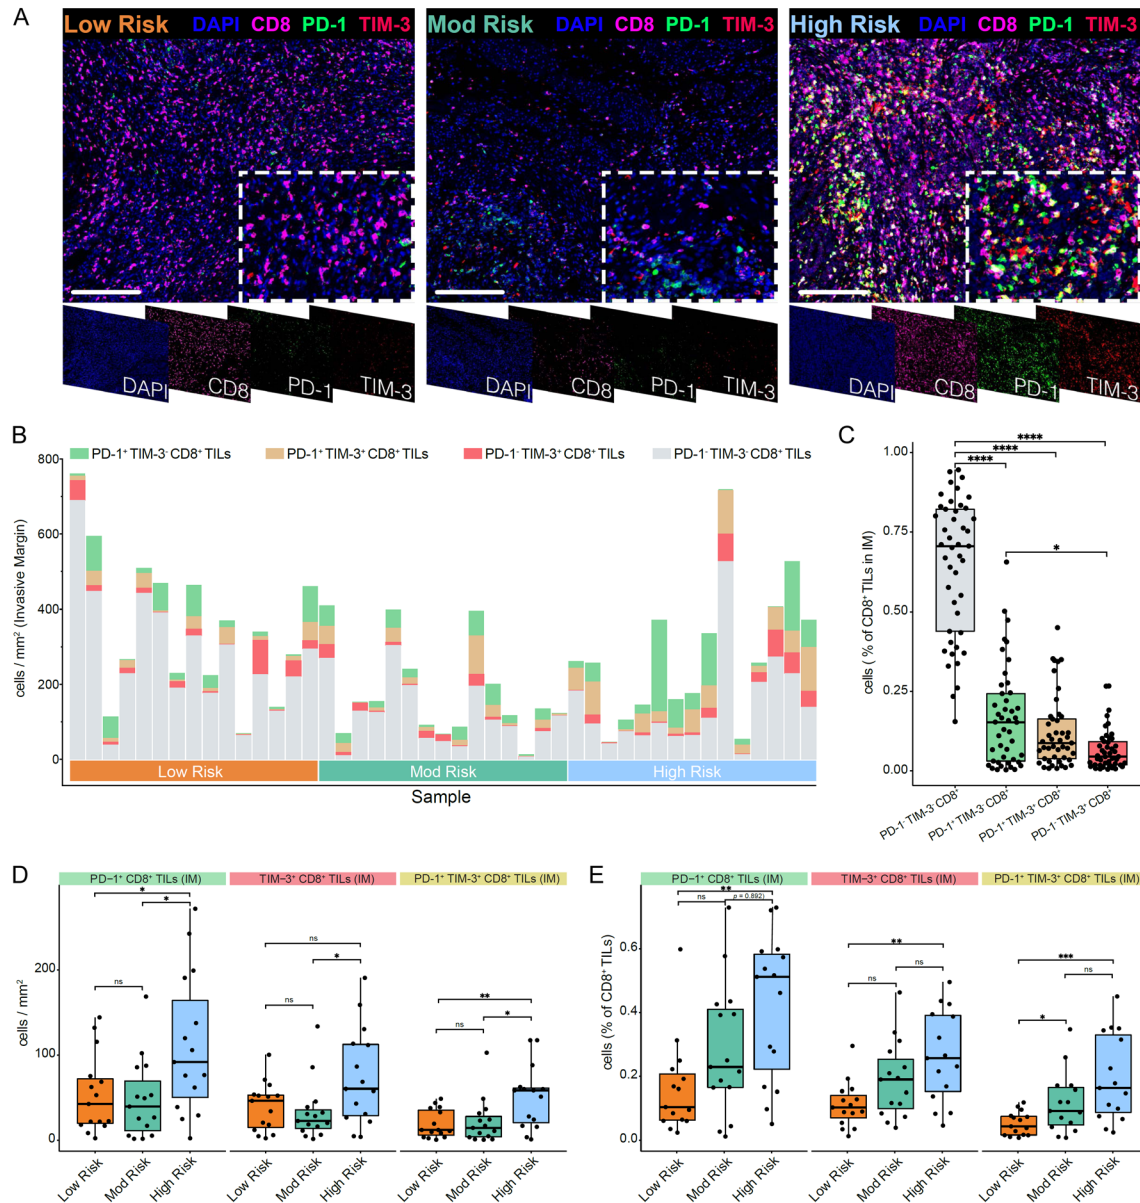 A
Low Risk DAPI CD8 PD-1 TIM-3
Mod Risk DAPI CD8 PD-1 TIM-3
High Risk DAPI CD8 PD-1 TIM-3
DAPI CD8 PD-1 TIM-3
DAPI CD8 PD-1 TIM-3
DAPI CD8 PD-1 TIM-3
B
PD-1⁺ TIM-3⁻ CD8⁺ TILs
PD-1⁺ TIM-3⁺ CD8⁺ TILs
PD-1⁻ TIM-3⁺ CD8⁺ TILs
PD-1⁻ TIM-3⁻ CD8⁺ TILs
cells / mm² (Invasive Margin)
800
600
400
200
0
Low Risk
Mod Risk
High Risk
Sample
C
cells ( % of CD8⁺ TILs in IM)
1.00
0.75
0.50
0.25
0.00
****
****
****
*
PD-1⁻ TIM-3⁻ CD8⁺
PD-1⁺ TIM-3⁻ CD8⁺
PD-1⁺ TIM-3⁺ CD8⁺
PD-1⁻ TIM-3⁺ CD8⁺
D
PD−1⁺ CD8⁺ TILs (IM)
TIM−3⁺ CD8⁺ TILs (IM)
PD-1⁺ TIM-3⁺ CD8⁺ TILs (IM)
cells / mm²
200
100
0
*
*
ns
ns
*
ns
**
*
ns
Low Risk
Mod Risk
High Risk
Low Risk
Mod Risk
High Risk
Low Risk
Mod Risk
High Risk
E
PD−1⁺ CD8⁺ TILs (IM)
TIM−3⁺ CD8⁺ TILs (IM)
PD-1⁺ TIM-3⁺ CD8⁺ TILs (IM)
cells (% of CD8⁺ TILs)
0.6
0.4
0.2
0.0
**
ns
p = 0.892)
**
ns
ns
***
ns
*
Low Risk
Mod Risk
High Risk
Low Risk
Mod Risk
High Risk
Low Risk
Mod Risk
High Risk